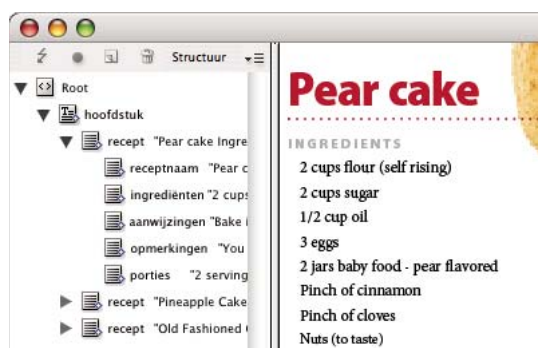 Structuur
Root
hoofdstuk
recept "Pear cake Ingre
receptnaam "Pear c
ingrediënten "2 cups
aanwijzingen "Bake i
opmerkingen "You
porties "2 serving
recept "Pineapple Cake
recept "Old Fashioned
Pear cake
INGREDIENTS
2 cups flour (self rising)
2 cups sugar
1/2 cup oil
3 eggs
2 jars baby food - pear flavored
Pinch of cinnamon
Pinch of cloves
Nuts (to taste)